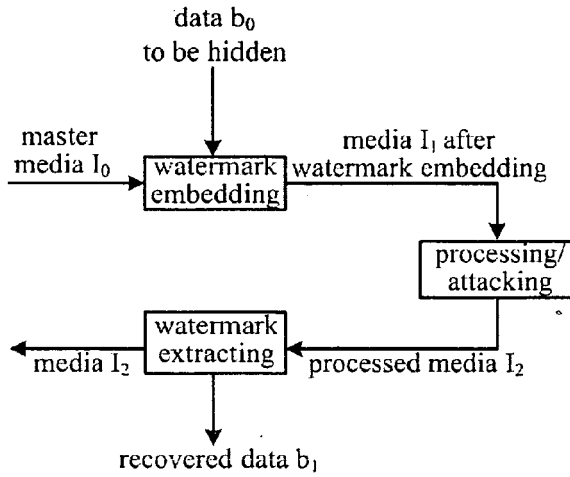 data b₀
to be hidden
master
media I₀
watermark
embedding
media I₁ after
watermark embedding
processing/
attacking
watermark
extracting
media I₂
processed media I₂
recovered data b₁